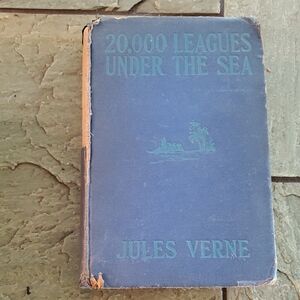 20,000 LEAGUES
UNDER THE SEA
JULES VERNE